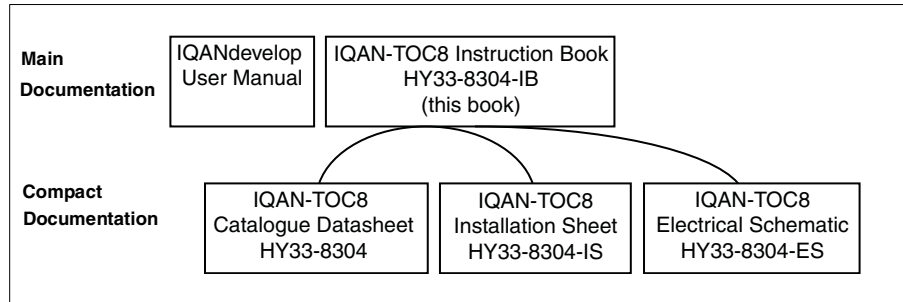 Main
Documentation
IQANdevelop
User Manual
IQAN-TOC8 Instruction Book
HY33-8304-IB
(this book)
Compact
Documentation
IQAN-TOC8
Catalogue Datasheet
HY33-8304
IQAN-TOC8
Installation Sheet
HY33-8304-IS
IQAN-TOC8
Electrical Schematic
HY33-8304-ES